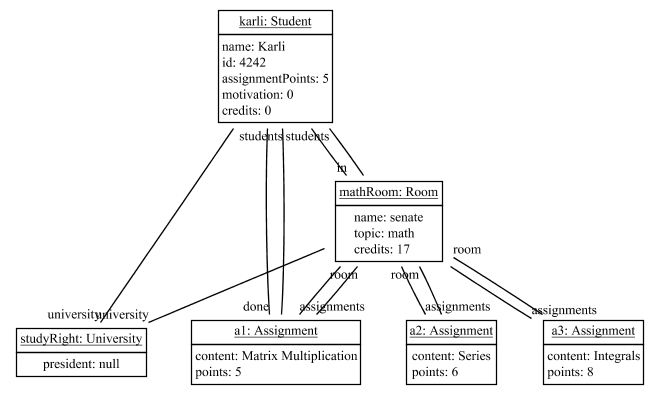 karli: Student
name: Karli
id: 4242
assignmentPoints: 5
motivation: 0
credits: 0
students students
in
mathRoom: Room
name: senate
topic: math
credits: 17
room
room room
done assignments assignments assignments
university university
studyRight: University
president: null
a1: Assignment
content: Matrix Multiplication
points: 5
a2: Assignment
content: Series
points: 6
a3: Assignment
content: Integrals
points: 8